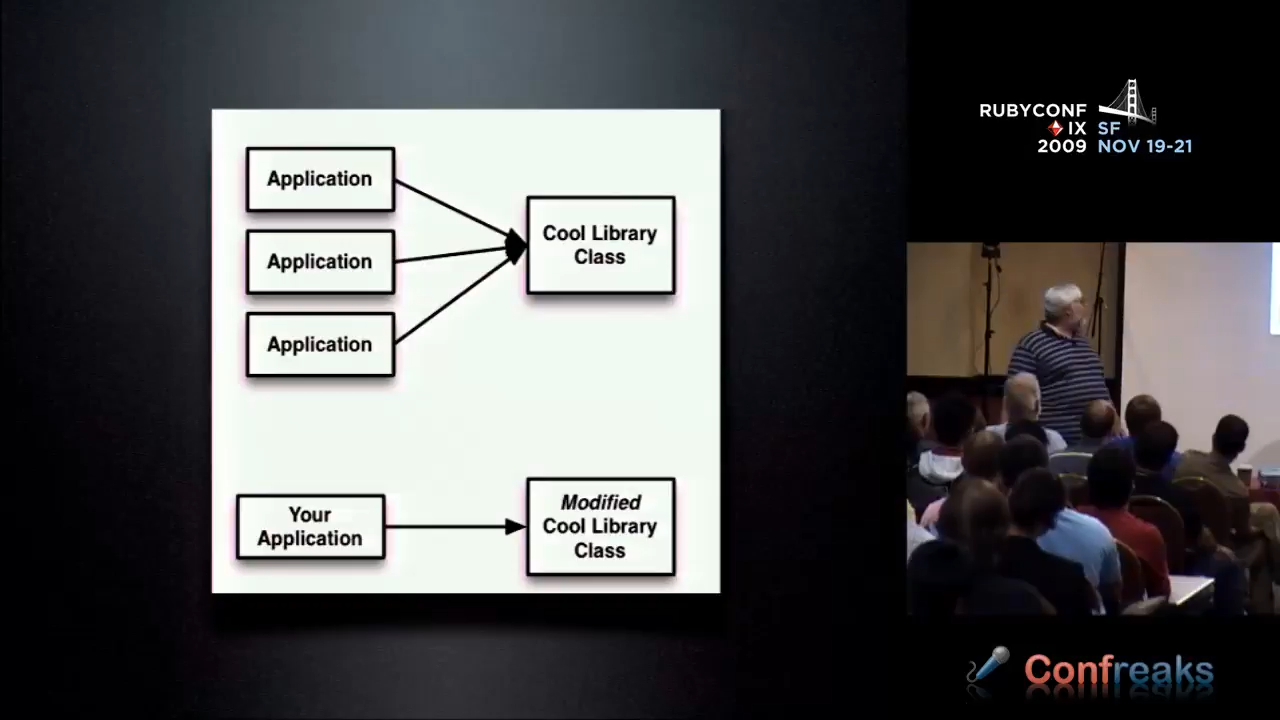 Application
Application
Application
Cool Library
Class
Your
Application
Modified
Cool Library
Class
RUBYCONF
IX SF
2009 NOV 19-21
Confreaks